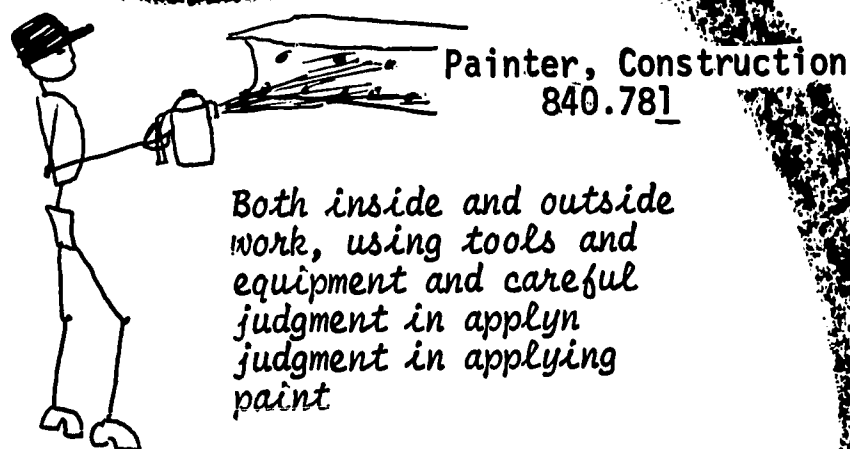 Painter, Construction
840.781
Both inside and outside
work, using tools and
equipment and careful
judgment in applyn
judgment in applying
paint